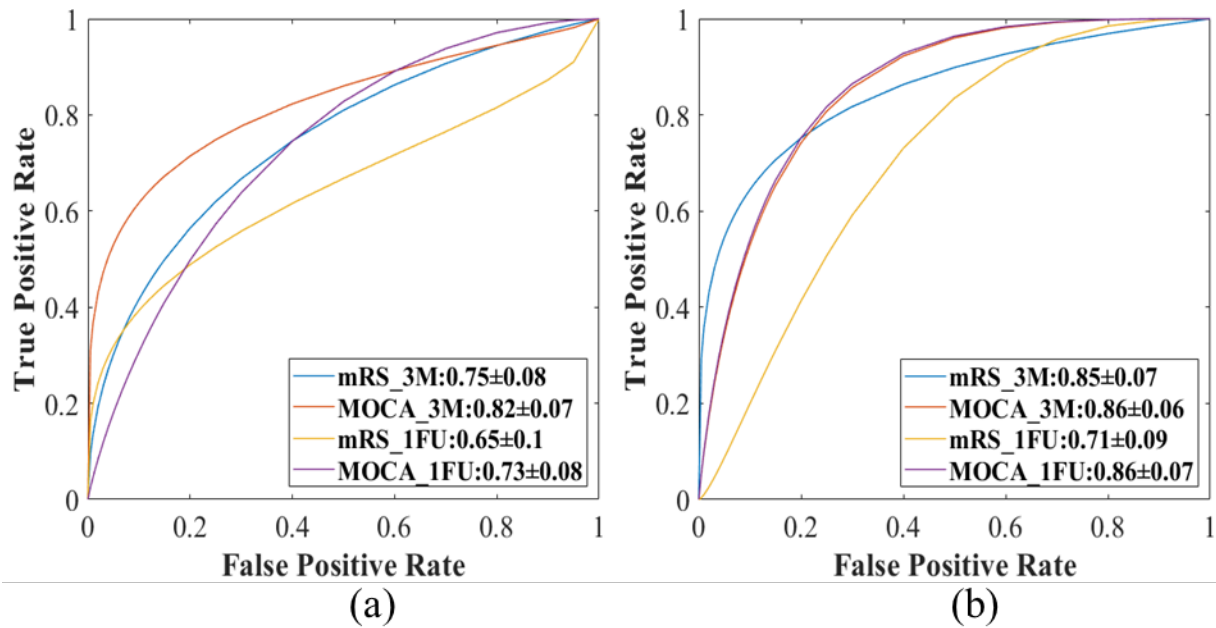 1
0.8
0.6
0.4
0.2
0
True Positive Rate
mRS_3M:0.75±0.08
MOCA_3M:0.82±0.07
mRS_1FU:0.65±0.1
MOCA_1FU:0.73±0.08
0 0.2 0.4 0.6 0.8 1
False Positive Rate
(a)
1
0.8
0.6
0.4
0.2
0
True Positive Rate
mRS_3M:0.85±0.07
MOCA_3M:0.86±0.06
mRS_1FU:0.71±0.09
MOCA_1FU:0.86±0.07
0 0.2 0.4 0.6 0.8 1
False Positive Rate
(b)